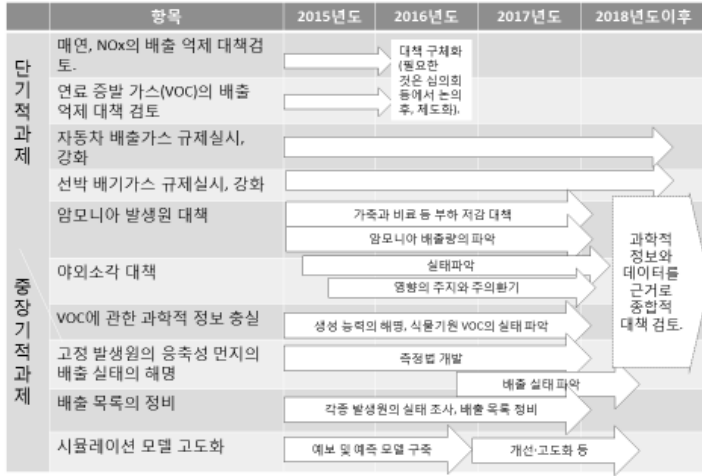 항목 2015년도 2016년도 2017년도 2018년도이후
단기적과제
매연, NOx의 배출 억제 대책검
토.
대책 구체화
(필요한
것은 심의회
등에서 논의
후, 제도화).
연료 증발 가스(VOC)의 배출
억제 대책 검토
자동차 배출가스 규제실시,
강화
선박 배기가스 규제실시, 강화
중장기적과제
암모니아 발생원 대책
가축과 비료 등 부하 저감 대책
암모니아 배출량의 파악
야외소각 대책
실태파악
영향의 주지와 주의환기
VOC에 관한 과학적 정보 충실
생성 능력의 해명, 식물기원 VOC의 실태 파악
고정 발생원의 응축성 먼지의
배출 실태의 해명
측정법 개발
배출 실태 파악
배출 목록의 정비
각종 발생원의 실태 조사, 배출 목록 정비
시뮬레이션 모델 고도화
예보 및 예측 모델 구축
개선·고도화 등
과학적
정보와
데이터를
근거로
종합적
대책 검토.